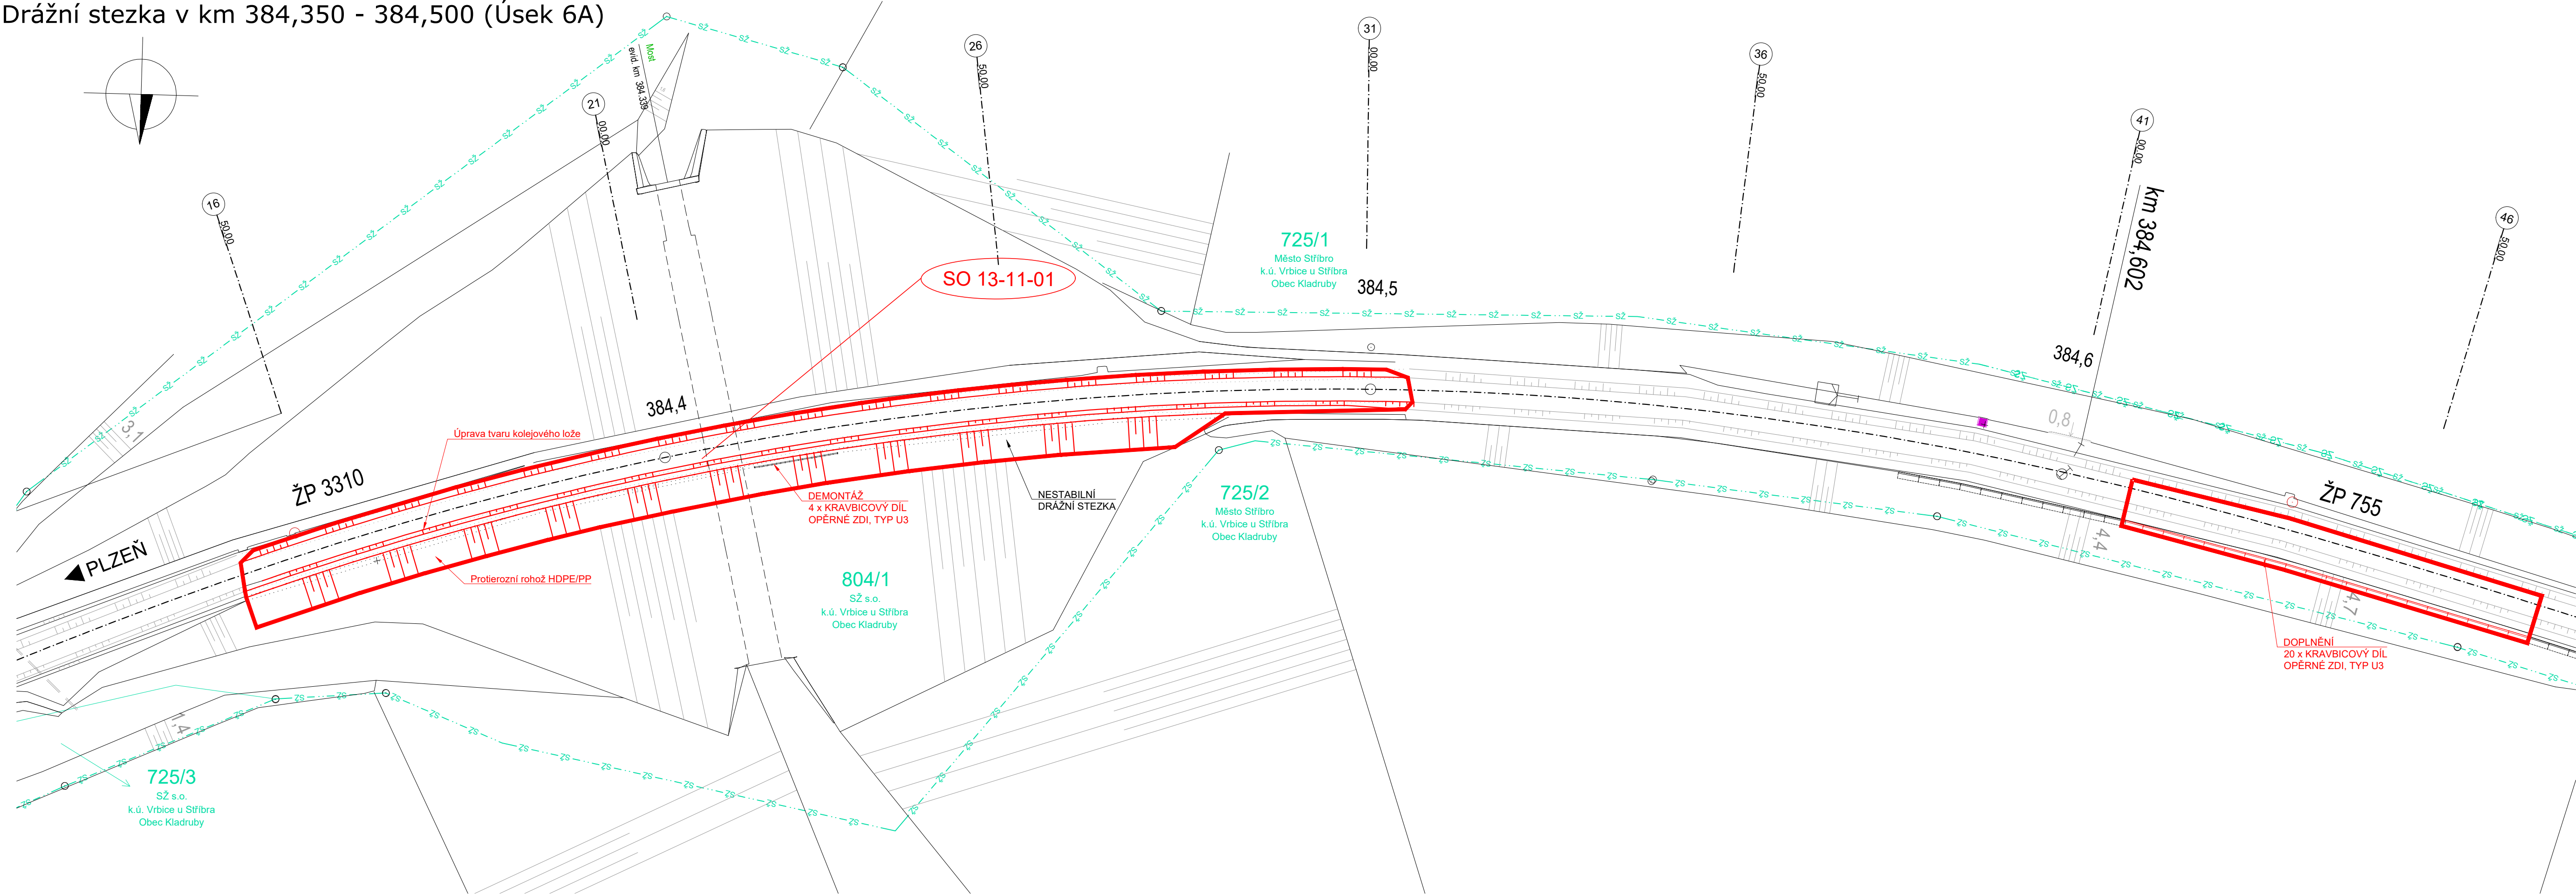 Drážní stezka v km 384,350 - 384,500 (Úsek 6A)
16
50,00
21
00,00
Most
evid. km 384.339
26
50,00
31
00,00
36
50,00
41
00,00
km 384,602
46
50,00
SO 13-11-01
725/1
Město Stříbro
k.ú. Vrbice u Stříbra
Obec Kladruby
384,5
384,6
384,4
3,1
0,8
ŽP 3310
ŽP 755
PLZEŇ
Úprava tvaru kolejového lože
DEMONTÁŽ
4 x KRAVBICOVÝ DÍL
OPĚRNÉ ZDI, TYP U3
NESTABILNÍ
DRÁŽNÍ STEZKA
Protierozní rohož HDPE/PP
725/2
Město Stříbro
k.ú. Vrbice u Stříbra
Obec Kladruby
804/1
SŽ s.o.
k.ú. Vrbice u Stříbra
Obec Kladruby
4,4
4,7
DOPLNĚNÍ
20 x KRAVBICOVÝ DÍL
OPĚRNÉ ZDI, TYP U3
1,4
725/3
SŽ s.o.
k.ú. Vrbice u Stříbra
Obec Kladruby